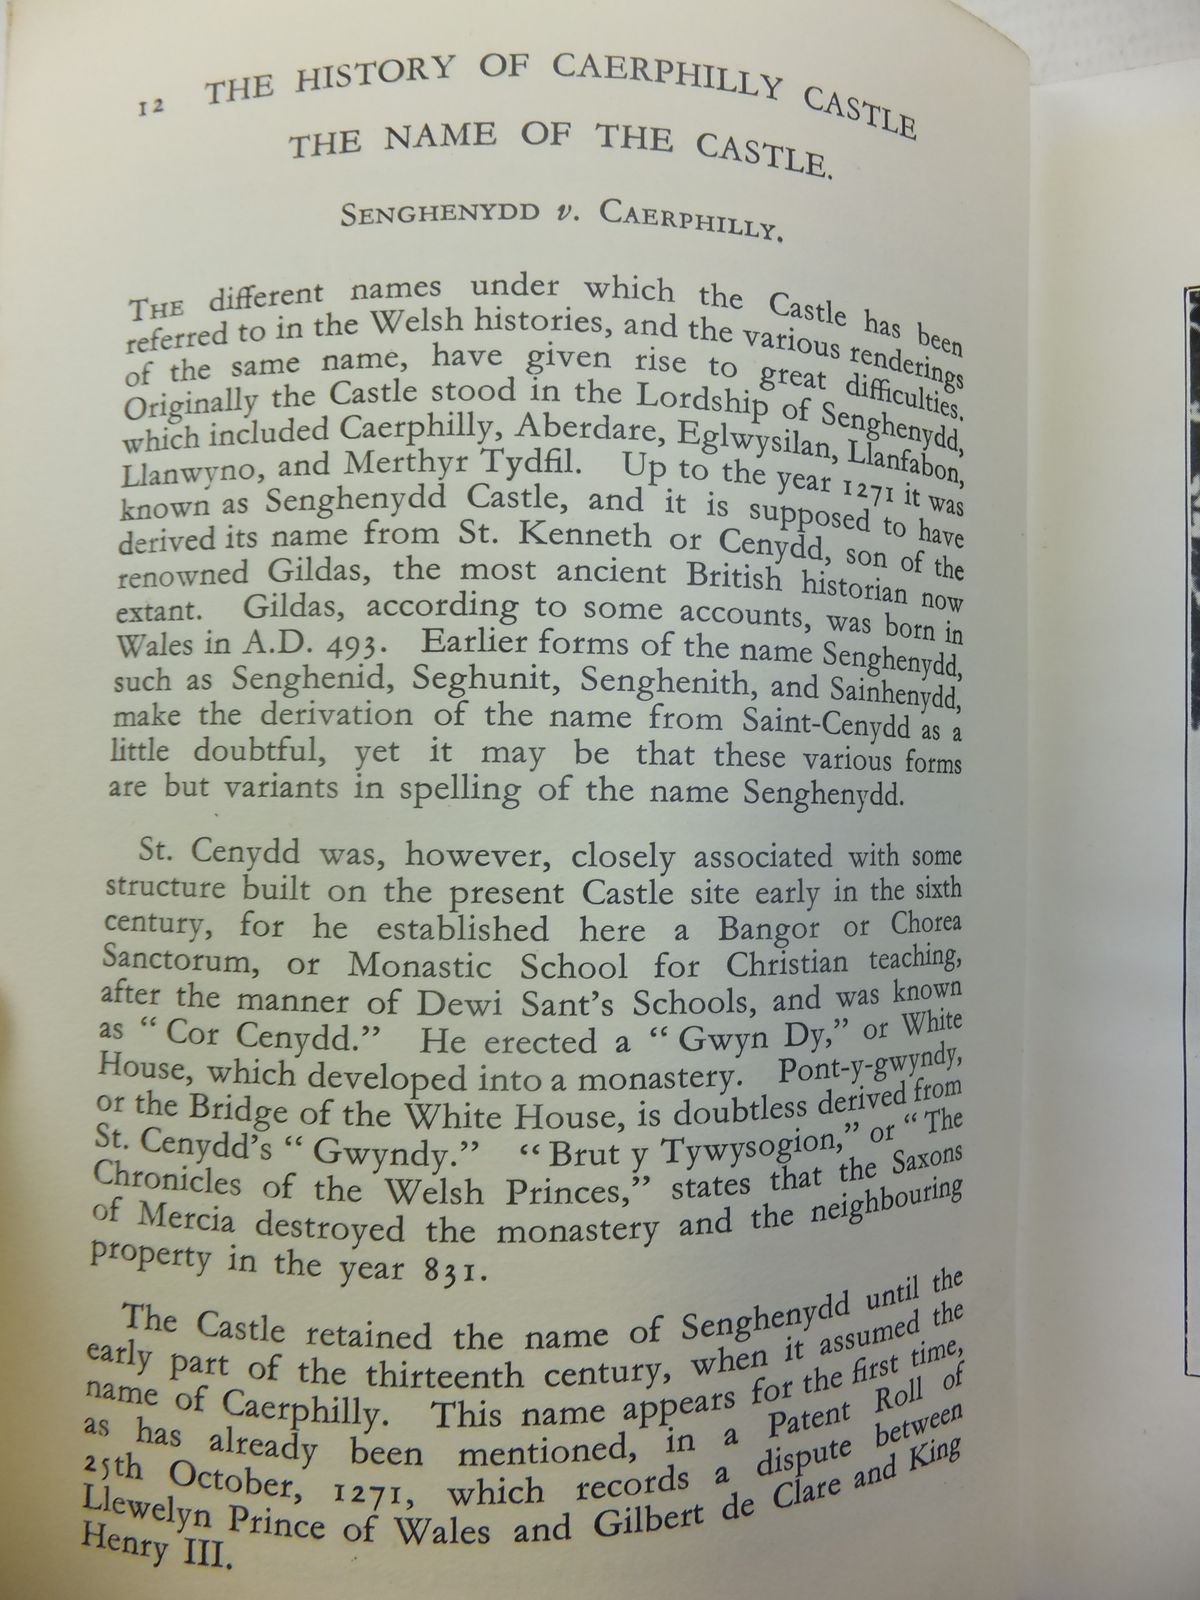 12 THE HISTORY OF CAERPHILLY CASTLE
THE NAME OF THE CASTLE.
SENGHENYDD v. CAERPHILLY.
THE different names under which the Castle has been
referred to in the Welsh histories, and the various renderings
of the same name, have given rise to great difficulties.
Originally the Castle stood in the Lordship of Senghenydd,
which included Caerphilly, Aberdare, Eglwysilan, Llanfabon,
Llanwyno, and Merthyr Tydfil. Up to the year 1271 it was
known as Senghenydd Castle, and it is supposed to have
derived its name from St. Kenneth or Cenydd, son of the
renowned Gildas, the most ancient British historian now
extant. Gildas, according to some accounts, was born in
Wales in A.D. 493. Earlier forms of the name Senghenydd,
such as Senghenid, Seghunit, Senghenith, and Sainhenydd,
make the derivation of the name from Saint-Cenydd as a
little doubtful, yet it may be that these various forms
are but variants in spelling of the name Senghenydd.
St. Cenydd was, however, closely associated with some
structure built on the present Castle site early in the sixth
century, for he established here a Bangor or Chorea
Sanctorum, or Monastic School for Christian teaching,
after the manner of Dewi Sant's Schools, and was known
as "Cor Cenydd." He erected a "Gwyn Dy," or White
House, which developed into a monastery. Pont-y-gwyndy,
or the Bridge of the White House, is doubtless derived from
St. Cenydd's "Gwyndy." "Brut y Tywysogion," or "The
Chronicles of the Welsh Princes," states that the Saxons
of Mercia destroyed the monastery and the neighbouring
property in the year 831.
The Castle retained the name of Senghenydd until the
early part of the thirteenth century, when it assumed the
name of Caerphilly. This name appears for the first time,
as has already been mentioned, in a Patent Roll of
25th October, 1271, which records a dispute between
Llewelyn Prince of Wales and Gilbert de Clare and King
Henry III.